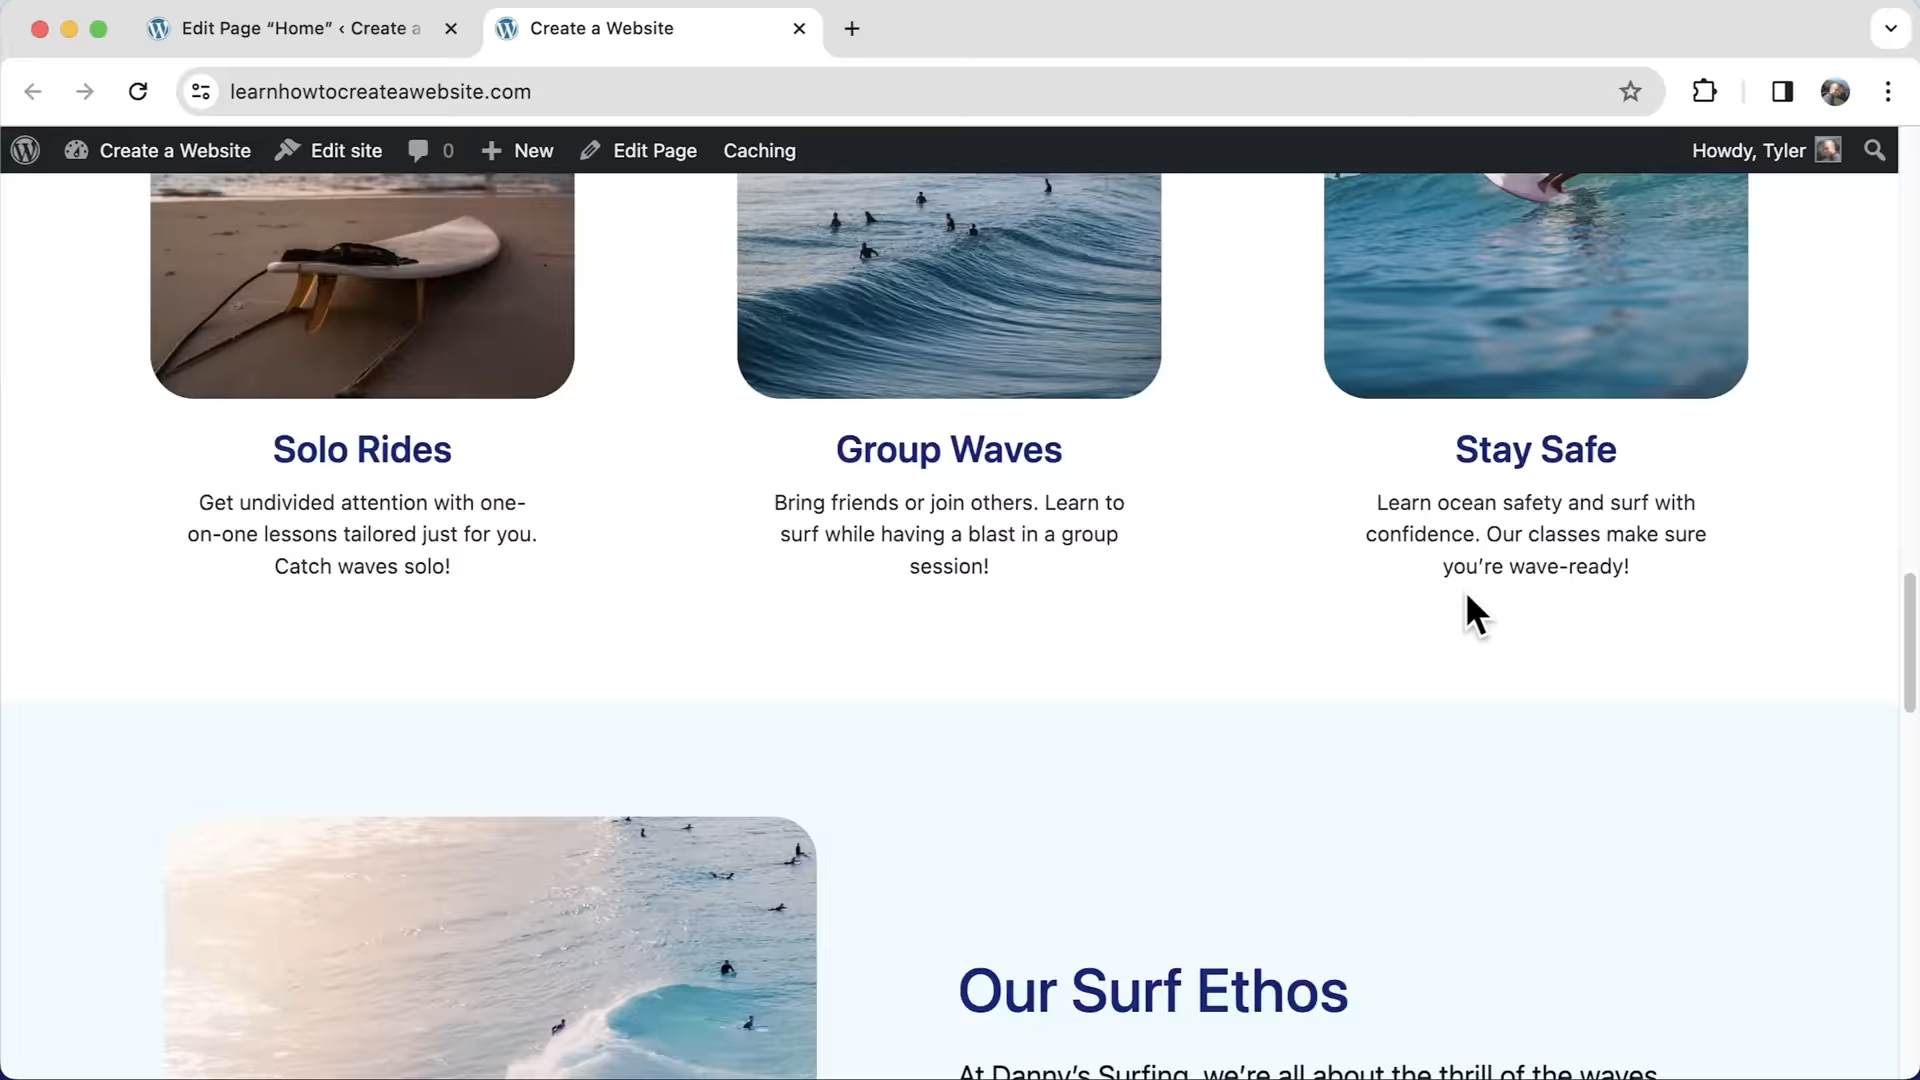 Edit Page “Home” ‹ Create a
Create a Website
learnhowtocreateawebsite.com
Create a Website
Edit site
0
New
Edit Page
Caching
Howdy, Tyler
Solo Rides
Get undivided attention with one-
on-one lessons tailored just for you.
Catch waves solo!
Group Waves
Bring friends or join others. Learn to
surf while having a blast in a group
session!
Stay Safe
Learn ocean safety and surf with
confidence. Our classes make sure
you’re wave-ready!
Our Surf Ethos
At Danny’s Surfing, we’re all about the thrill of the waves